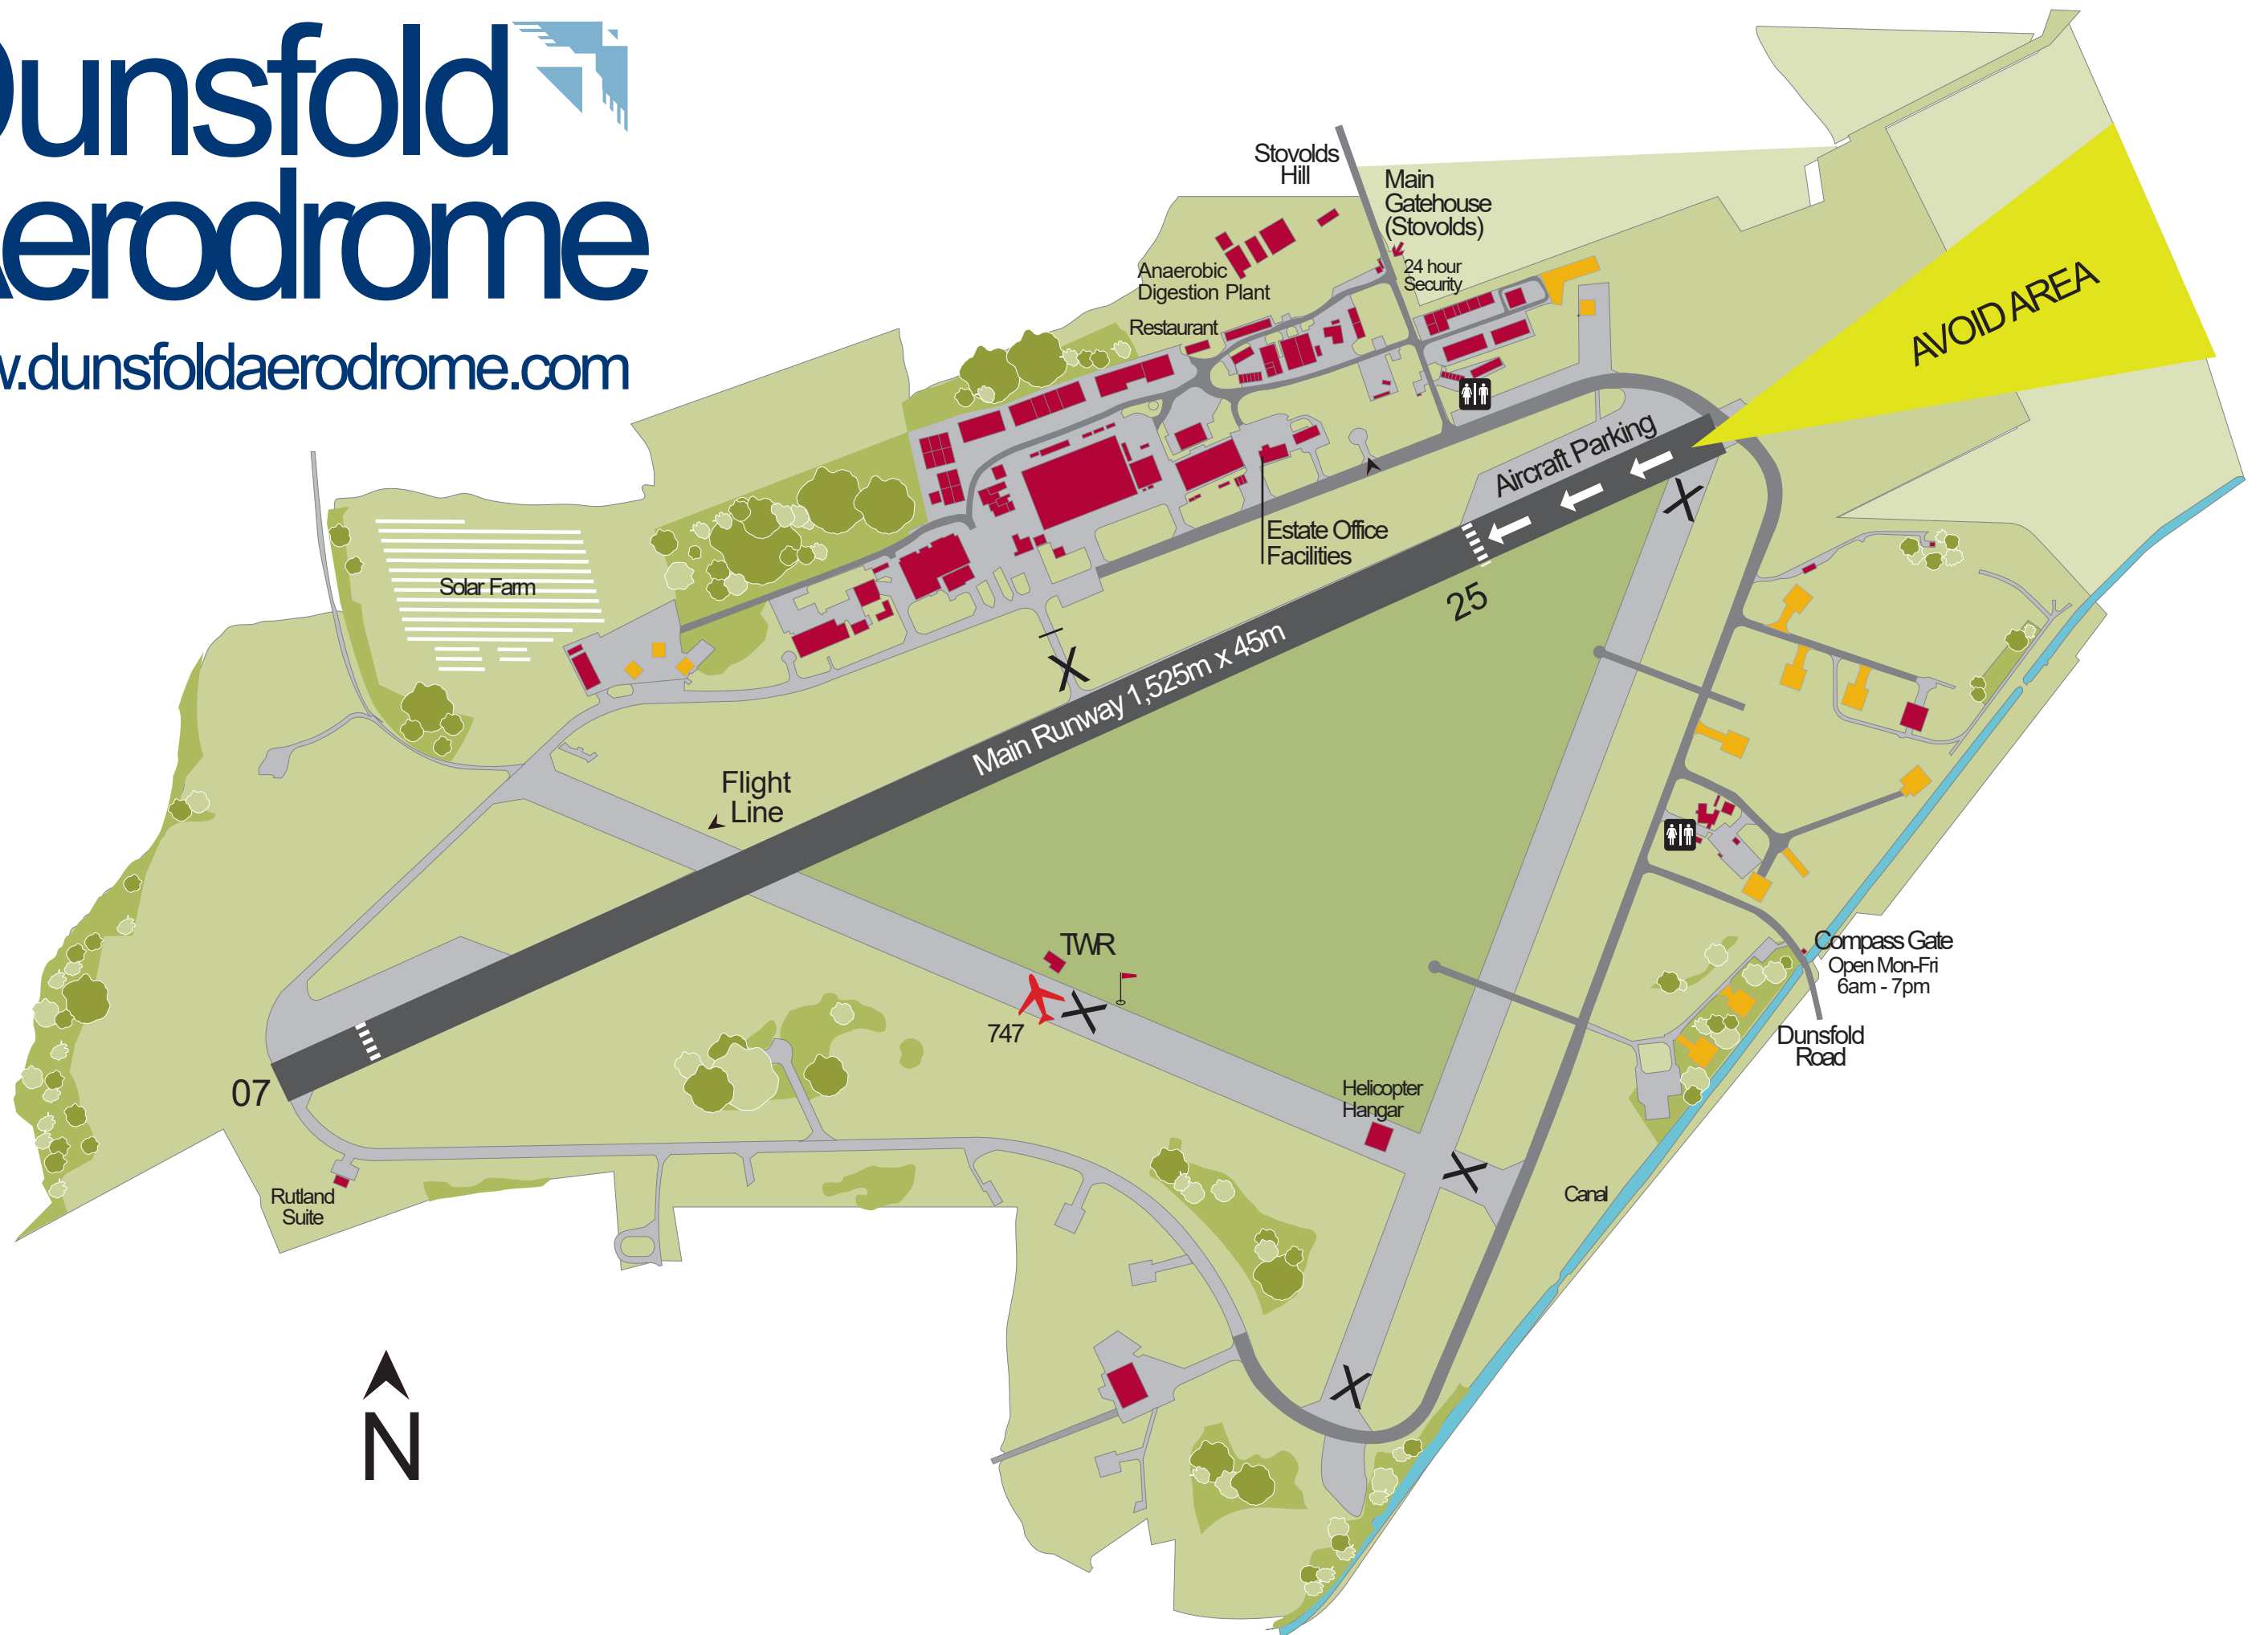 Dunsfold
Aerodrome
w.dunsfoldaerodrome.com
Stovolds
Hill
Main
Gatehouse
(Stovolds)
24 hour
Security
Anaerobic
Digestion Plant
Restaurant
AVOID AREA
Aircraft Parking
Estate Office
Facilities
Solar Farm
25
Main Runway 1,525m x 45m
Flight
Line
TWR
747
07
Compass Gate
Open Mon-Fri
6am - 7pm
Dunsfold
Road
Helicopter
Hangar
Rutland
Suite
Canal
N